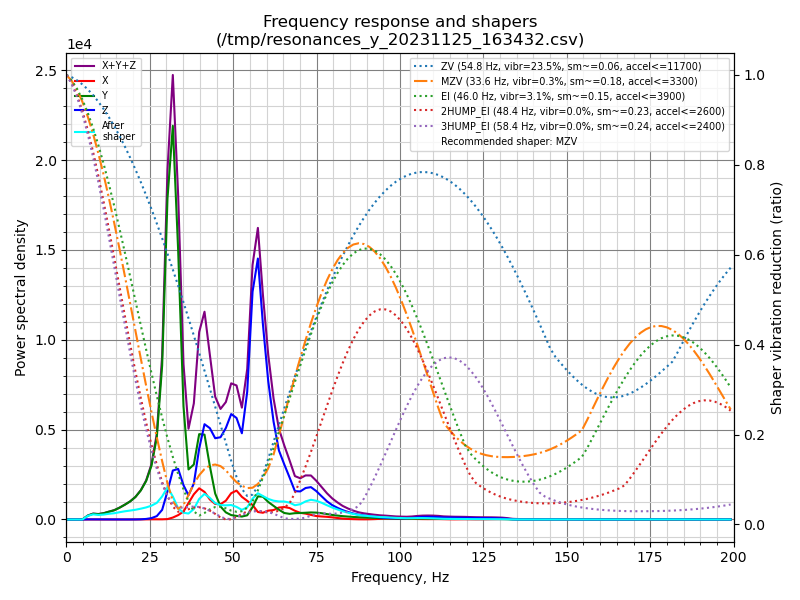 Frequency response and shapers
(/tmp/resonances_y_20231125_163432.csv)
1e4
X+Y+Z
X
Y
Z
After
shaper
ZV (54.8 Hz, vibr=23.5%, sm~=0.06, accel<=11700)
MZV (33.6 Hz, vibr=0.3%, sm~=0.18, accel<=3300)
EI (46.0 Hz, vibr=3.1%, sm~=0.15, accel<=3900)
2HUMP_EI (48.4 Hz, vibr=0.0%, sm~=0.23, accel<=2600)
3HUMP_EI (58.4 Hz, vibr=0.0%, sm~=0.24, accel<=2400)
Recommended shaper: MZV
Power spectral density
2.5
2.0
1.5
1.0
0.5
0.0
1.0
0.8
0.6
0.4
0.2
0.0
Shaper vibration reduction (ratio)
0 25 50 75 100 125 150 175 200
Frequency, Hz